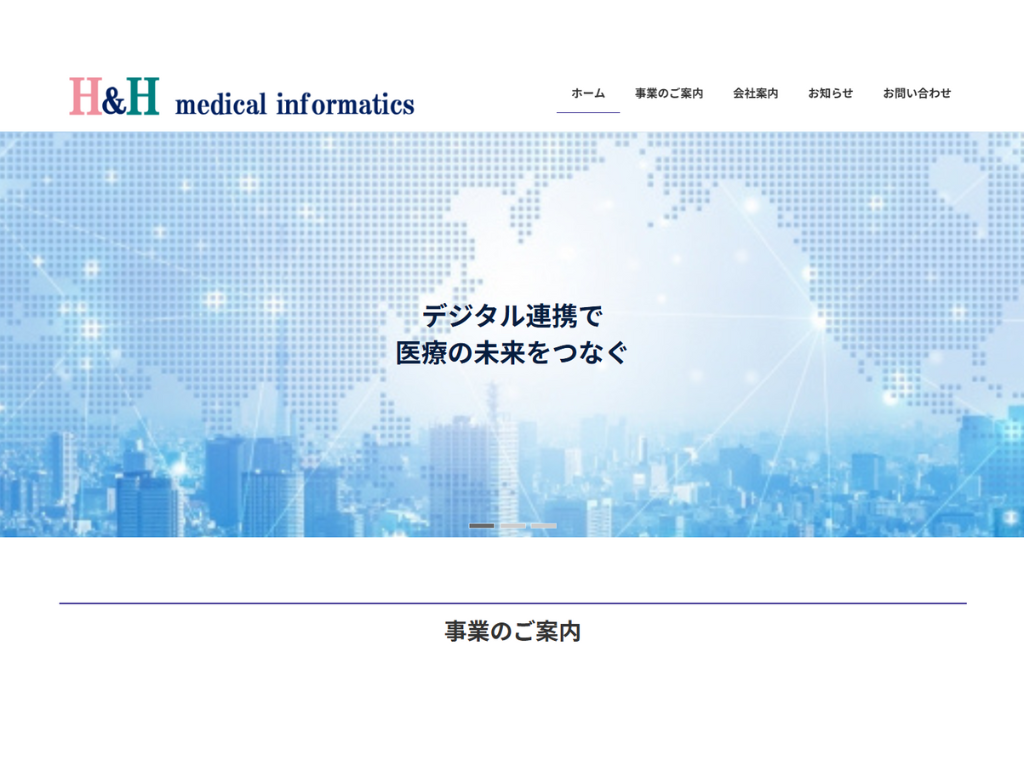 H&H medical informatics
ホーム 事業のご案内 会社案内 お知らせ お問い合わせ
デジタル連携で
医療の未来をつなぐ
事業のご案内